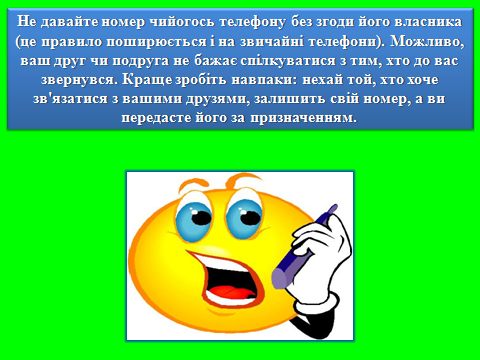 Не давайте номер чийогось телефону без згоди його власника
(це правило поширюється і на звичайні телефони). Можливо,
ваш друг чи подруга не бажає спілкуватися з тим, хто до вас
звернувся. Краще зробіть навпаки: нехай той, хто хоче
зв'язатися з вашими друзями, залишить свій номер, а ви
передасте його за призначенням.